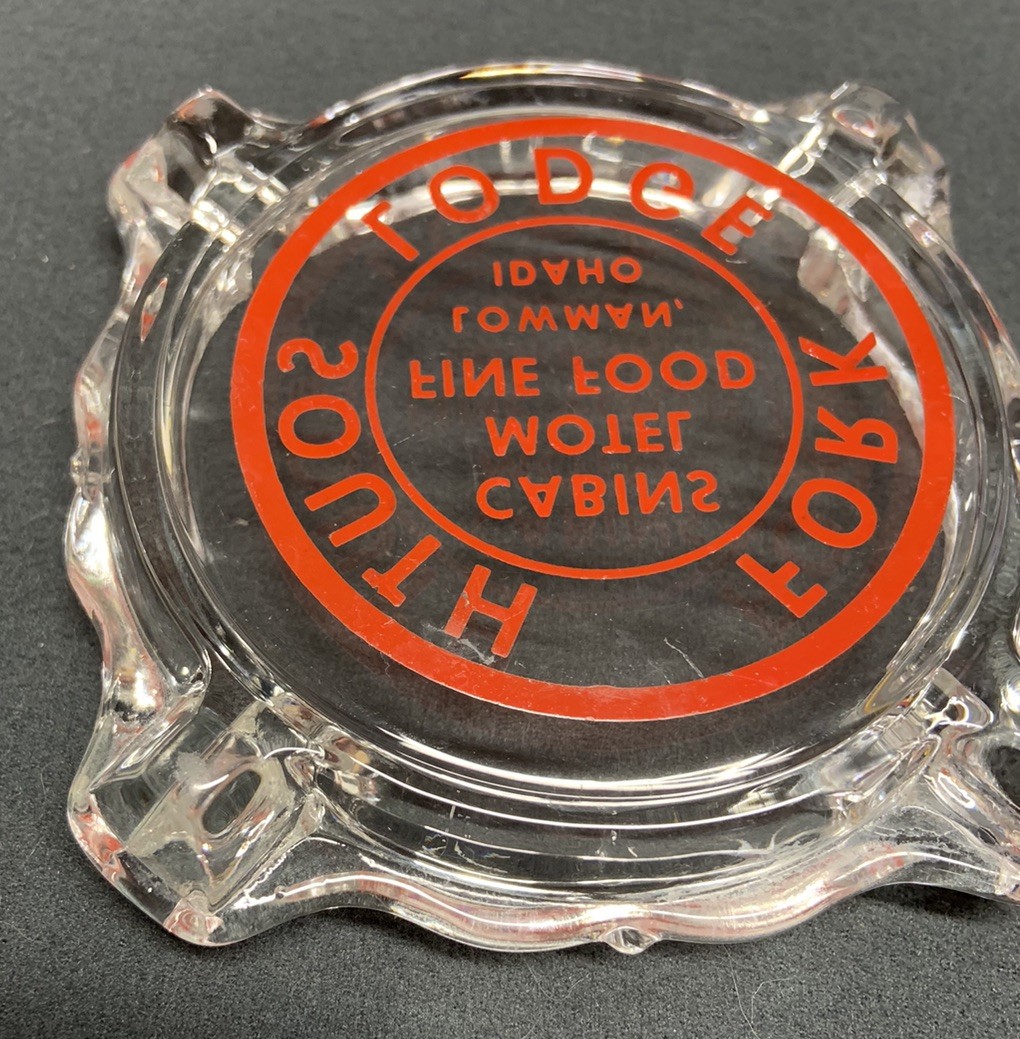 SOUTH FORK
LODGE
CABINS
MOTEL
FINE FOOD
LOWMAN,
IDAHO